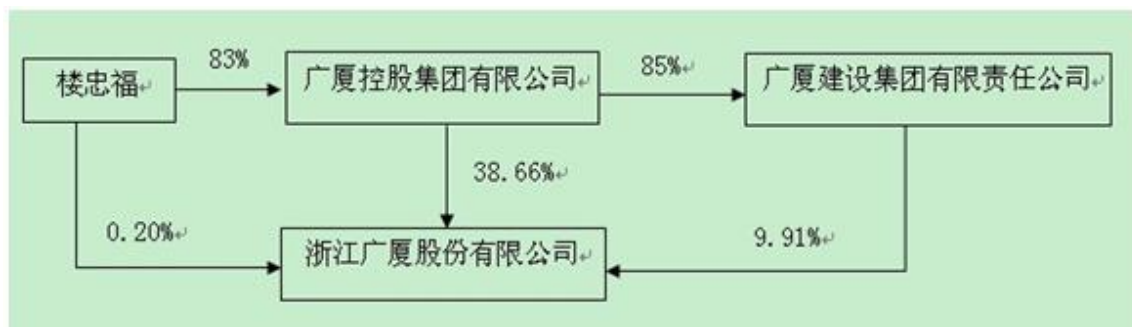 83%
楼忠福
广厦控股集团有限公司
85%
广厦建设集团有限责任公司
38.66%
0.20%
浙江广厦股份有限公司
9.91%